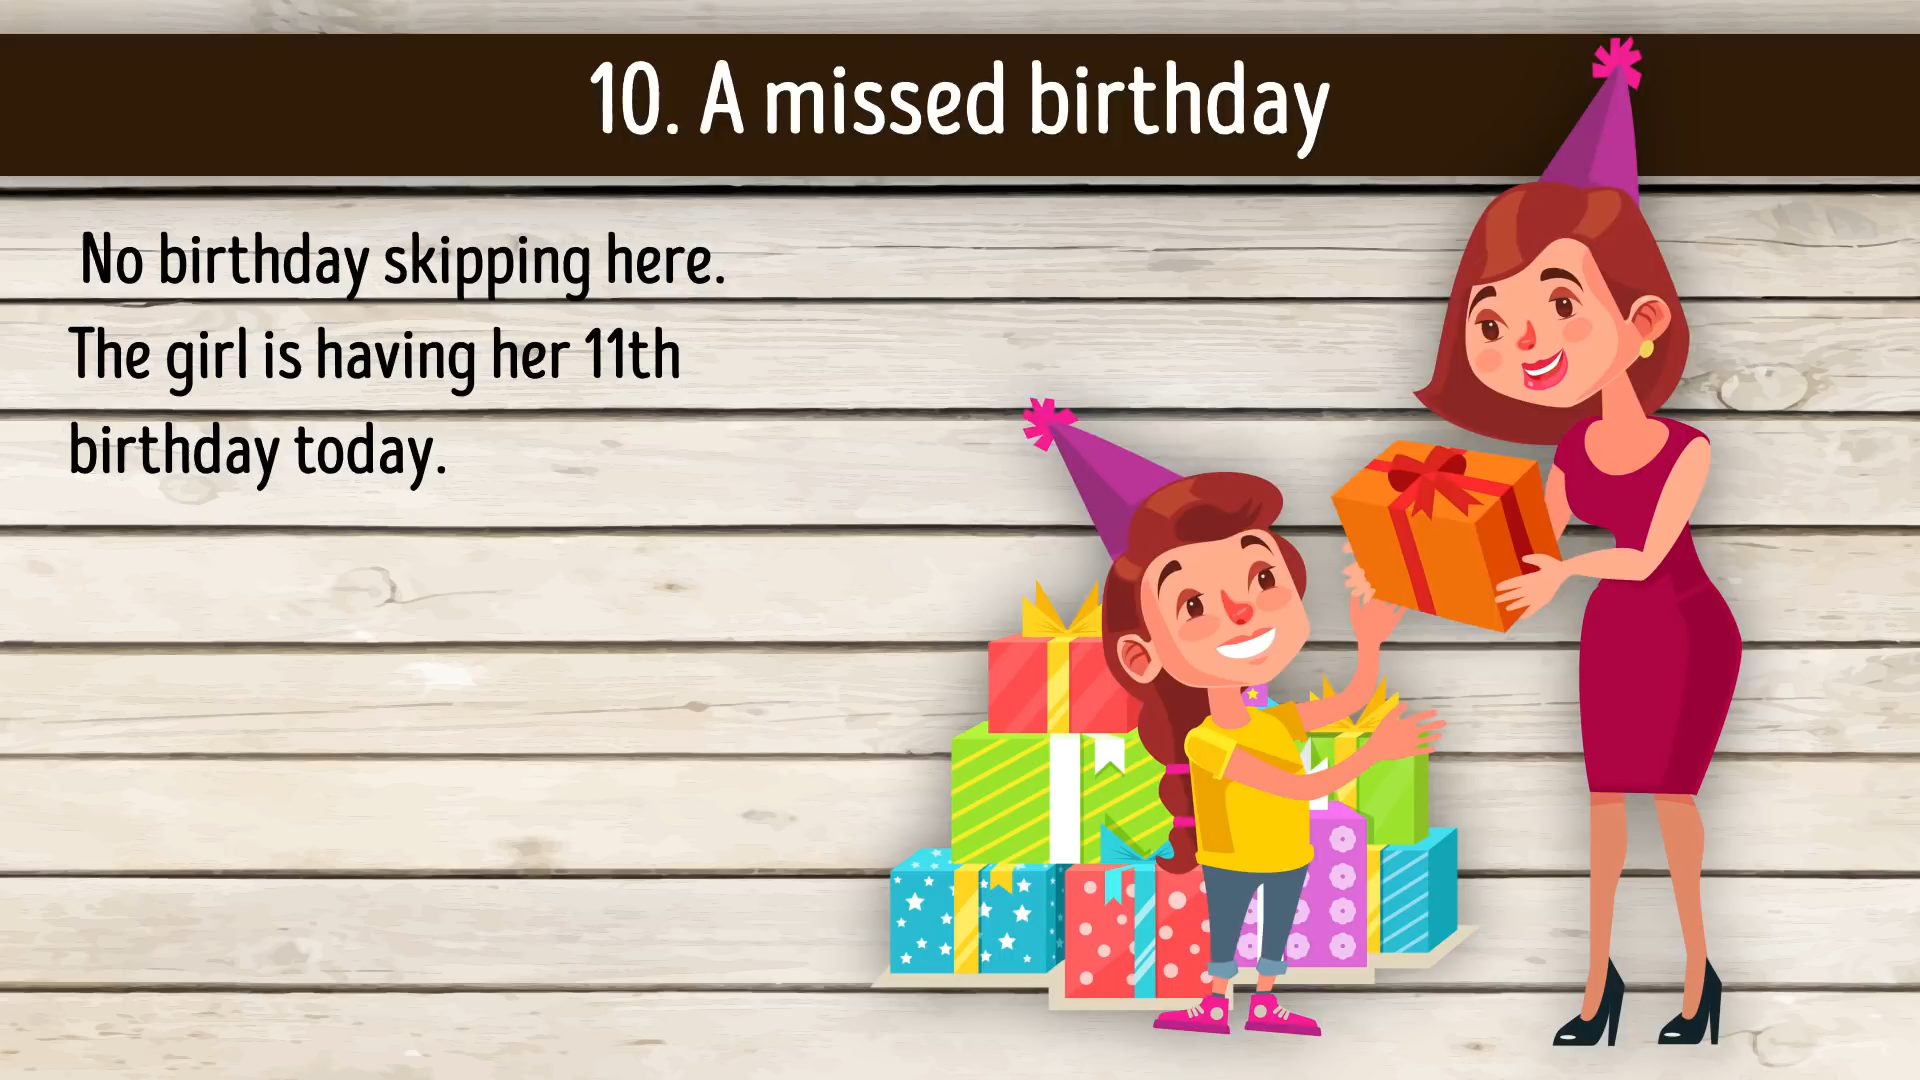 10. A missed birthday
No birthday skipping here.
The girl is having her 11th
birthday today.